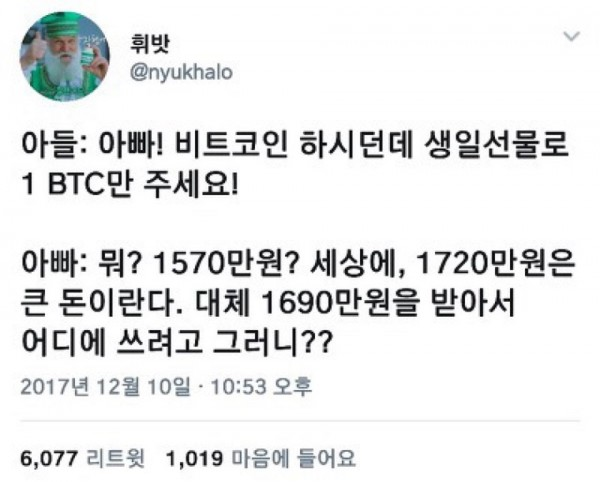 휘밧
@nyukhalo
아들: 아빠! 비트코인 하시던데 생일선물로
1 BTC만 주세요!
아빠: 뭐? 1570만원? 세상에, 1720만원은
큰 돈이란다. 대체 1690만원을 받아서
어디에 쓰려고 그러니??
2017년 12월 10일 · 10:53 오후
6,077 리트윗 1,019 마음에 들어요